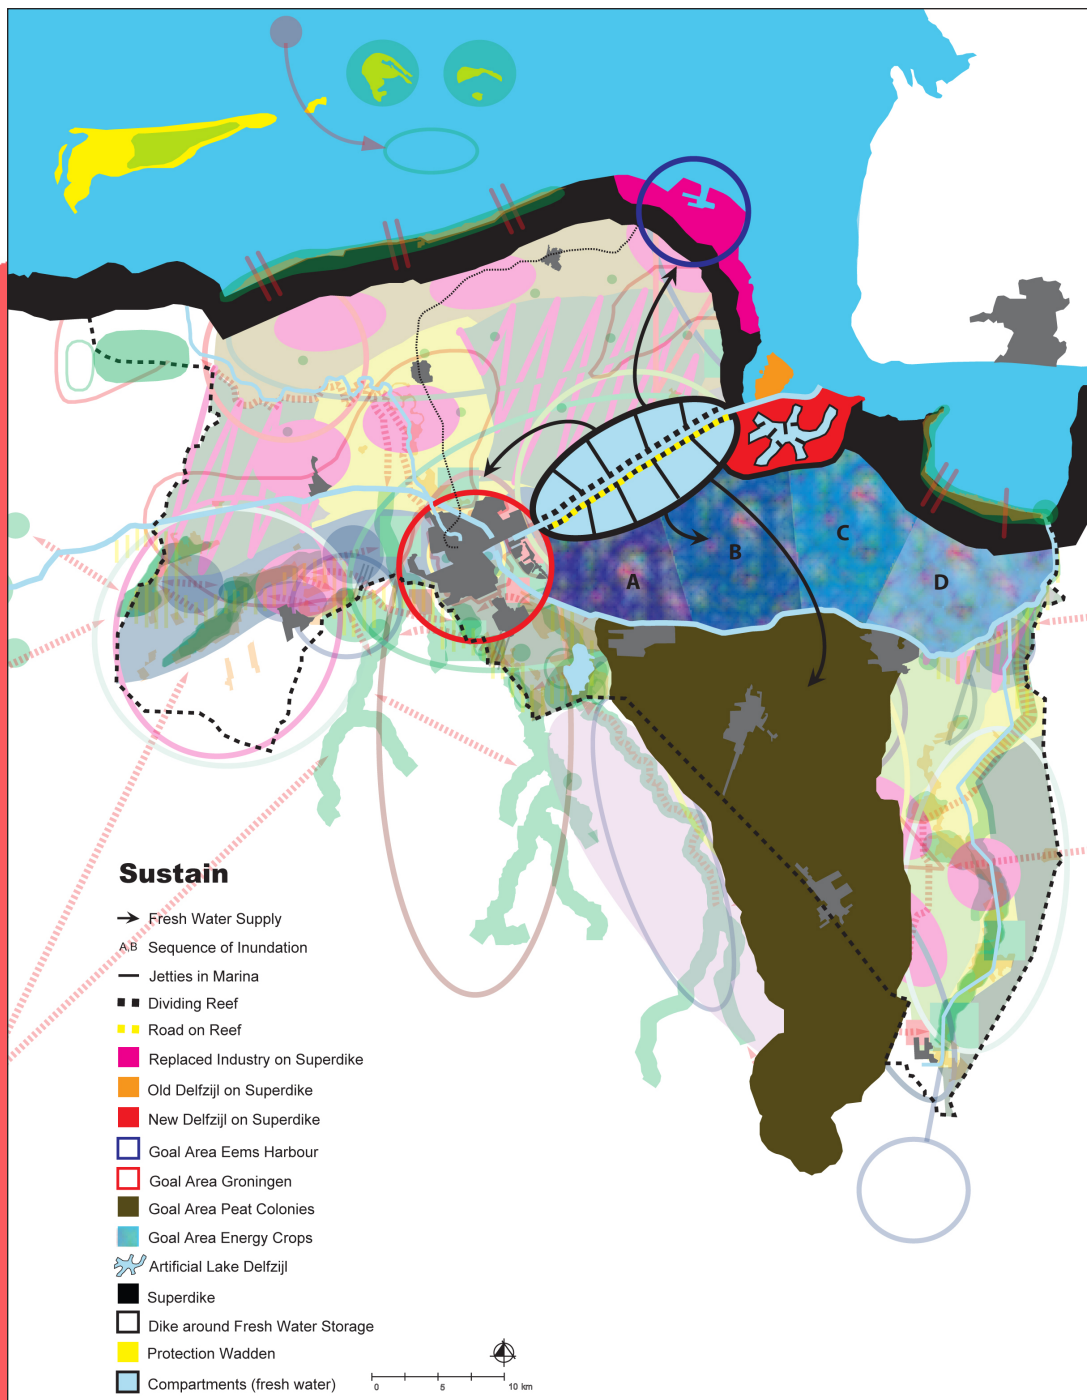 A
B
C
D
Sustain
Fresh Water Supply
A,B Sequence of Inundation
Jetties in Marina
Dividing Reef
Road on Reef
Replaced Industry on Superdike
Old Delfzijl on Superdike
New Delfzijl on Superdike
Goal Area Eems Harbour
Goal Area Groningen
Goal Area Peat Colonies
Goal Area Energy Crops
Artificial Lake Delfzijl
Superdike
Dike around Fresh Water Storage
Protection Wadden
Compartments (fresh water)
0 5 10 km